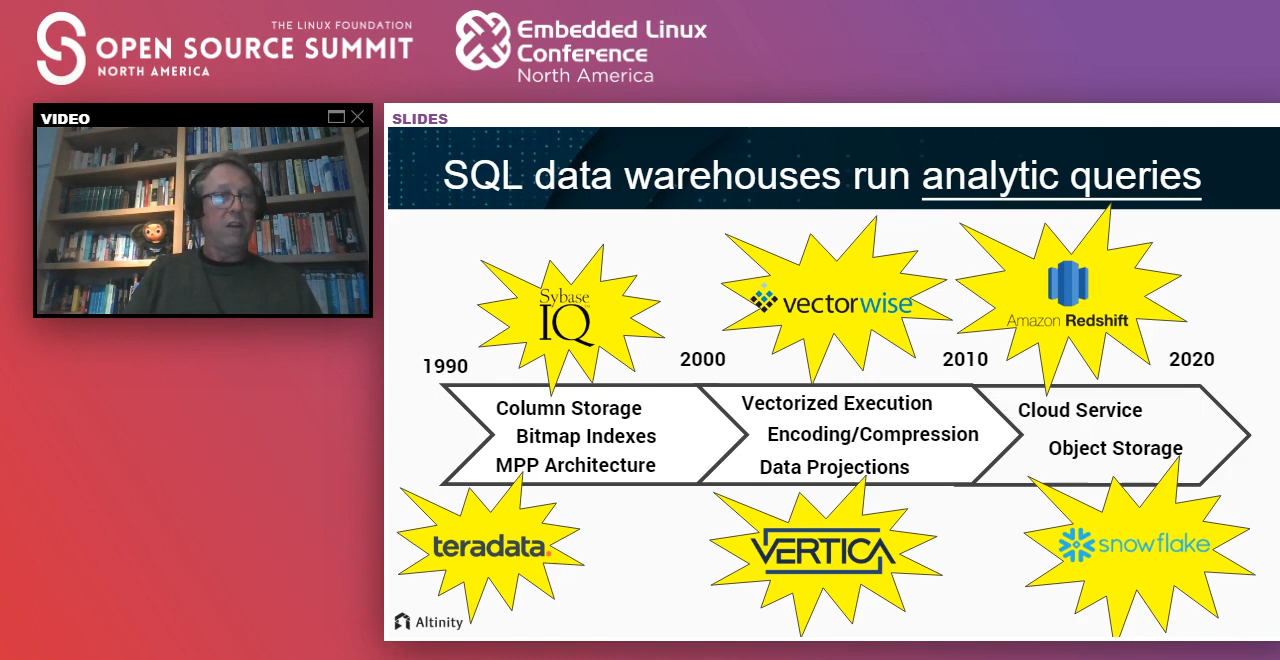 THE LINUX FOUNDATION
OPEN SOURCE SUMMIT
NORTH AMERICA
Embedded Linux
Conference
North America
VIDEO
SLIDES
SQL data warehouses run analytic queries
Sybase
IQ
vectorwise
Amazon Redshift
1990
2000
2010
2020
Column Storage
Bitmap Indexes
MPP Architecture
Vectorized Execution
Encoding/Compression
Data Projections
Cloud Service
Object Storage
teradata.
VERTICA
snowflake
Altinity